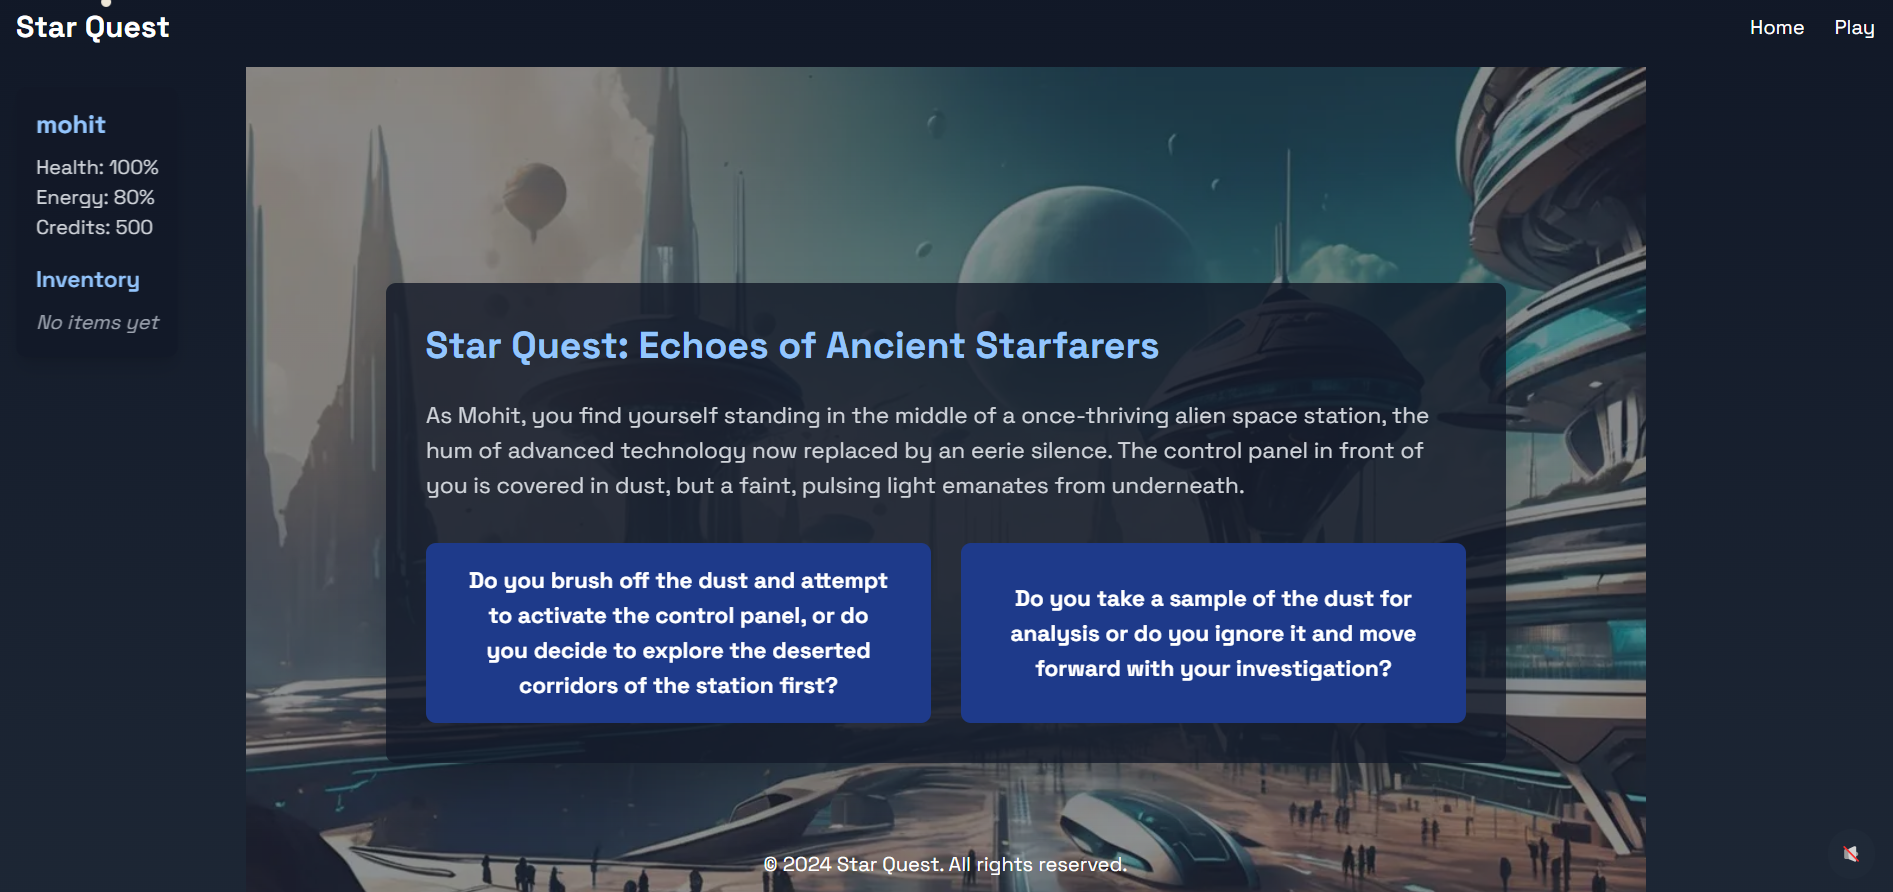 Star Quest
Home Play
mohit
Health: 100%
Energy: 80%
Credits: 500
Inventory
No items yet
Star Quest: Echoes of Ancient Starfarers
As Mohit, you find yourself standing in the middle of a once-thriving alien space station, the
hum of advanced technology now replaced by an eerie silence. The control panel in front of
you is covered in dust, but a faint, pulsing light emanates from underneath.
Do you brush off the dust and attempt
to activate the control panel, or do
you decide to explore the deserted
corridors of the station first?
Do you take a sample of the dust for
analysis or do you ignore it and move
forward with your investigation?
© 2024 Star Quest. All rights reserved.